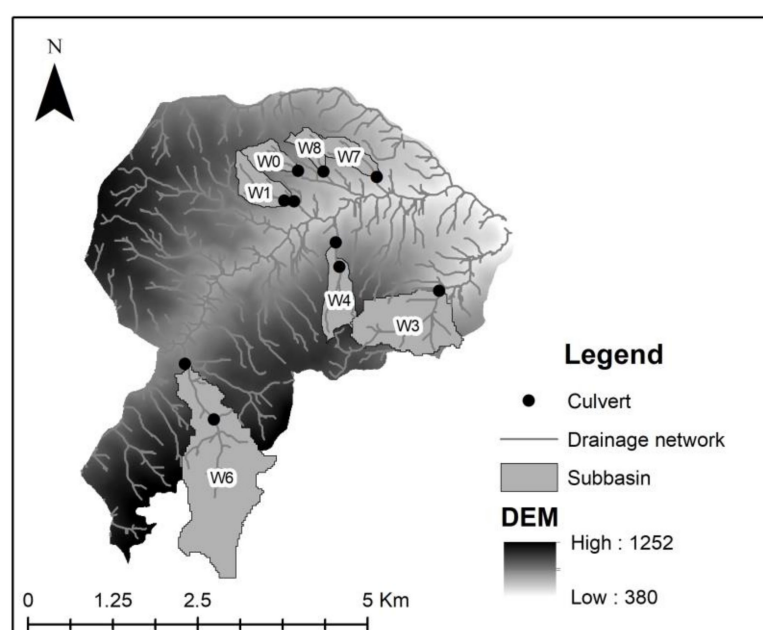 N
W8
W0
W7
W1
W4
W3
W6
Legend
Culvert
Drainage network
Subbasin
DEM
High : 1252
Low : 380
0 1.25 2.5 5 Km